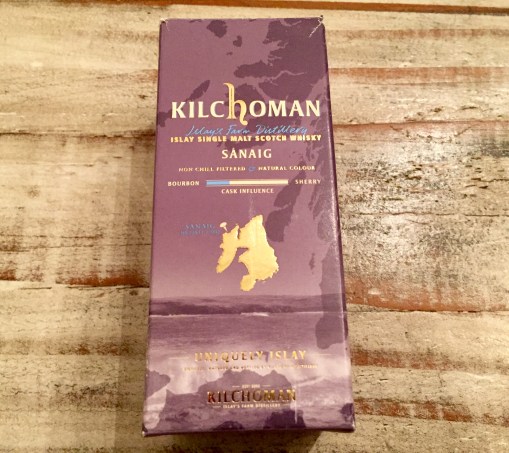 KILCHOMAN
Islay's Farm Distillery
ISLAY SINGLE MALT SCOTCH WHISKY
SANAIG
NON CHILL FILTERED NATURAL COLOUR
BOURBON SHERRY
CASK INFLUENCE
SANAIG
UNIQUELY ISLAY
KILCHOMAN
ISLAY'S FARM DISTILLERY